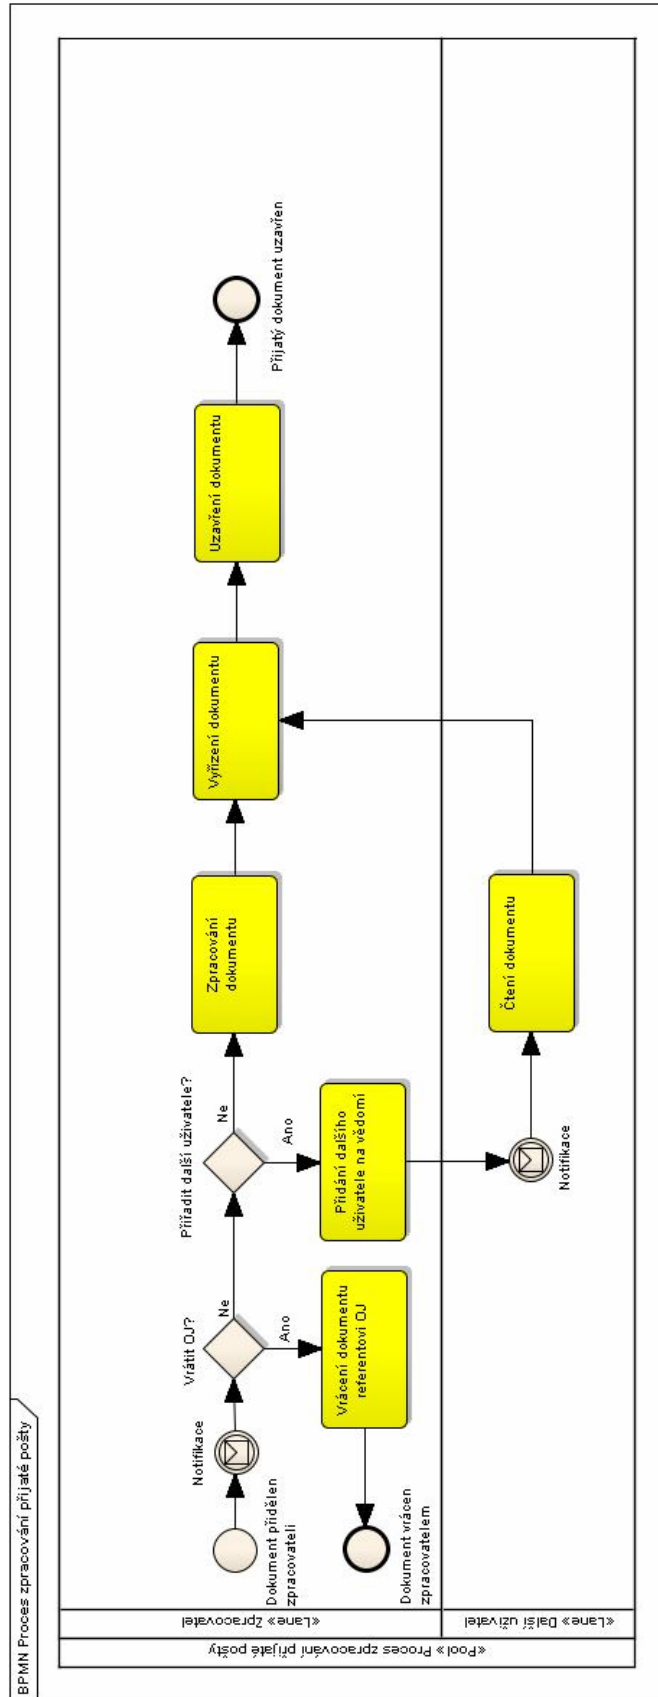 BPMN Proces zpracování přijaté pošty
«Pool» Proces zpracování přijaté pošty
«Lane» Zpracovatel
«Lane» Další uživatel
Dokument přidělen
zpracovateli
Notifikace
Vrátit OJ?
Ne
Ano
Vrácení dokumentu
referentovi OJ
Dokument vrácen
zpracovatelem
Přiřadit další uživatele?
Ne
Ano
Přidání dalšího
uživatele na vědomí
Notifikace
Čtení dokumentu
Zpracování
dokumentu
Vyřízení dokumentu
Uzavření dokumentu
Přijatý dokument uzavřen